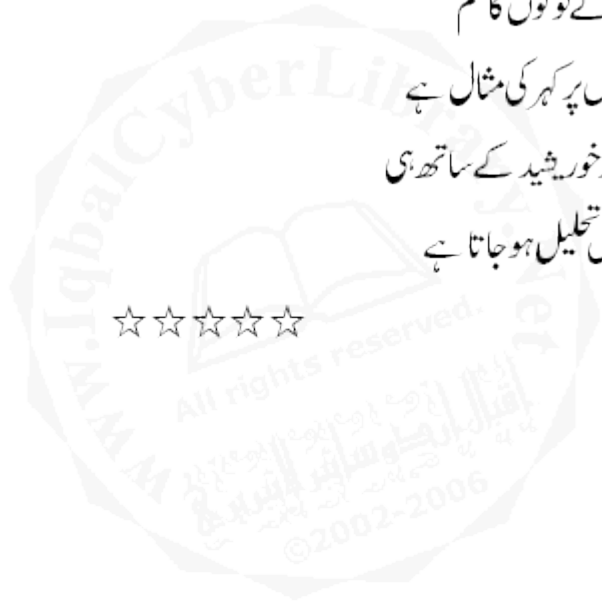 لوگوں کا
پر کہر کی مثال ہے
خورشید کے ساتھ ہی
تحلیل ہو جاتا ہے
☆☆☆☆☆
www.IqbalCyberLibrary.Net
All rights reserved.
©2002-2006